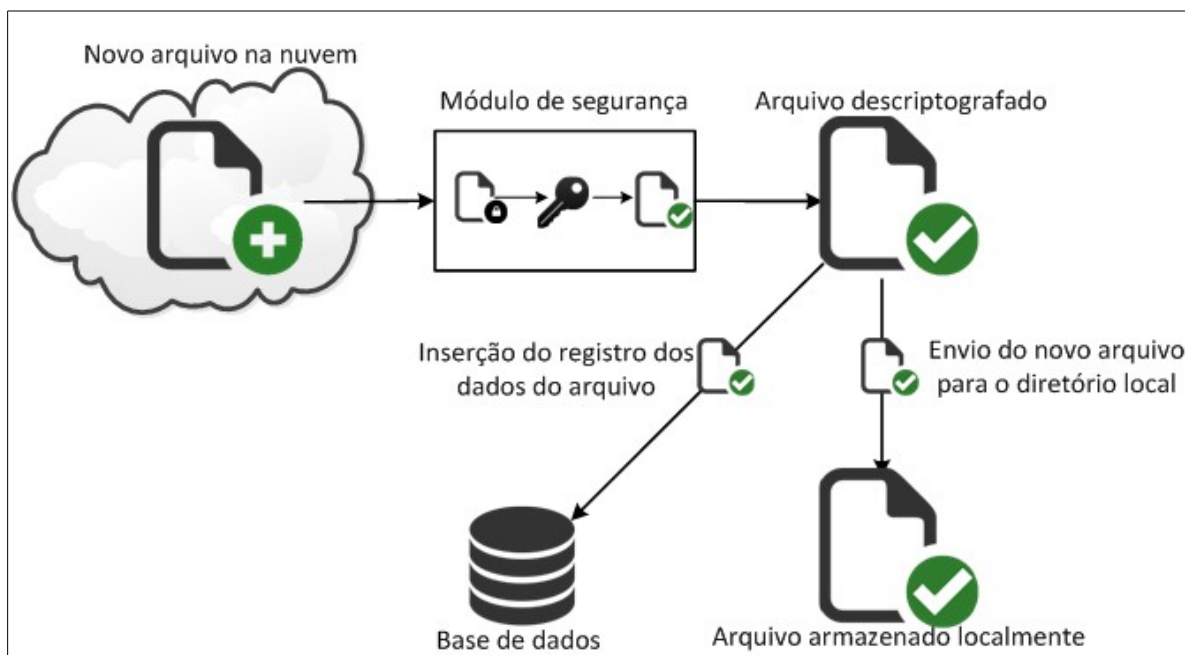 Novo arquivo na nuvem
Módulo de segurança
Arquivo descriptografado
Inserção do registro dos
dados do arquivo
Envio do novo arquivo
para o diretório local
Base de dados
Arquivo armazenado localmente